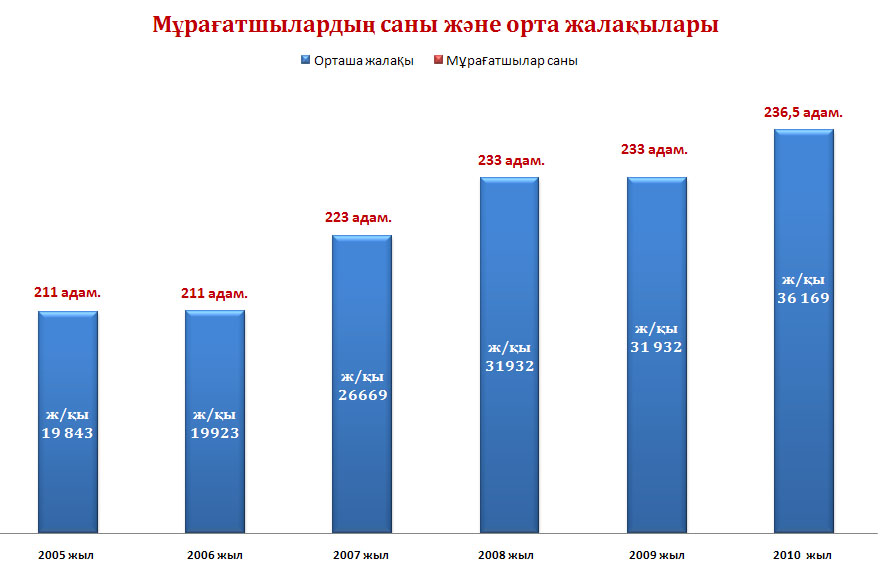 Мұрағатшылардың саны және орта жалақылары
Орташа жалақы Мұрағатшылар саны
236,5 адам.
233 адам. 233 адам.
223 адам.
211 адам. 211 адам.
ж/қы
19 843
ж/қы
19923
ж/қы
26669
ж/қы
31932
ж/қы
31 932
ж/қы
36 169
2005 жыл 2006 жыл 2007 жыл 2008 жыл 2009 жыл 2010 жыл